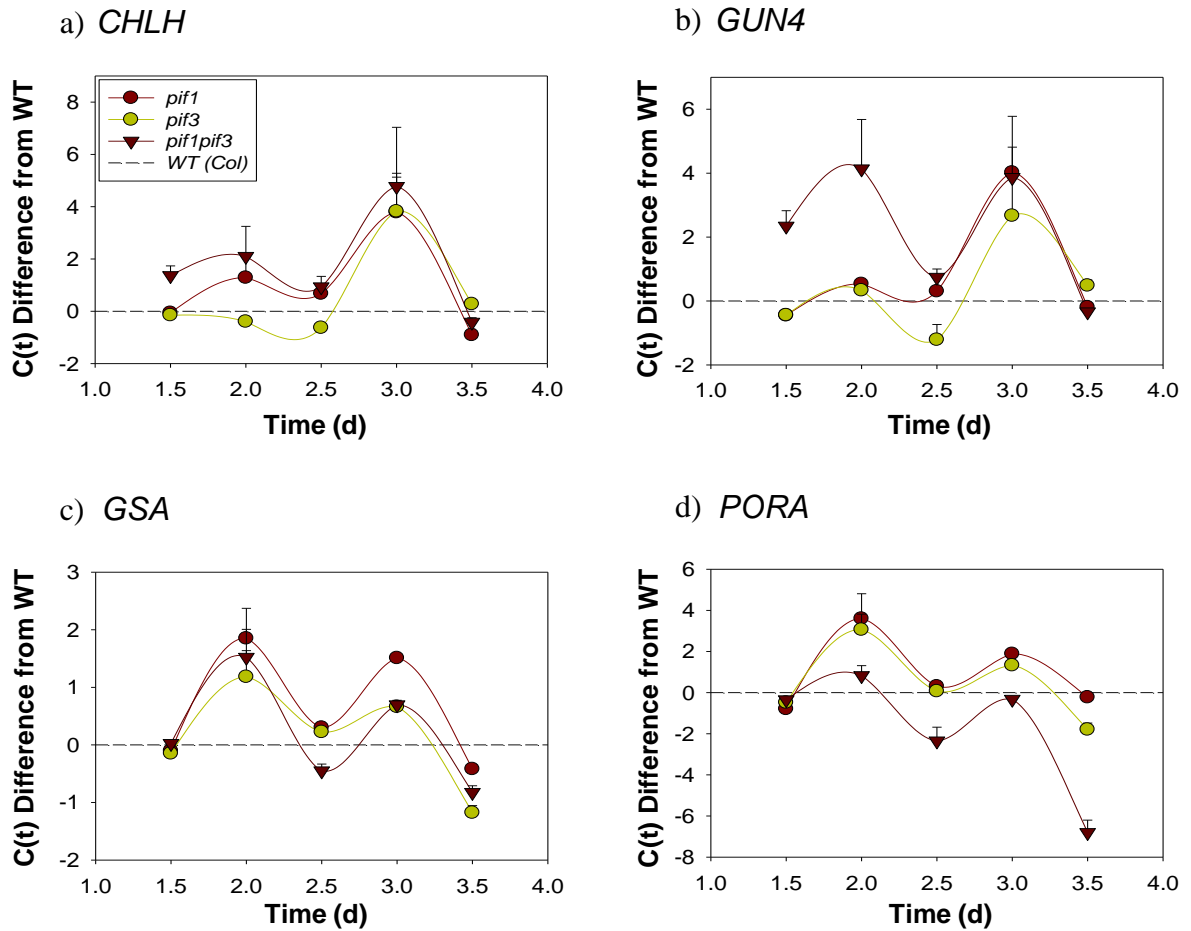 a) CHLH
C(t) Difference from WT
8
6
4
2
0
-2
pif1
pif3
pif1pif3
WT (Col)
1.0 1.5 2.0 2.5 3.0 3.5 4.0
Time (d)
b) GUN4
C(t) Difference from WT
6
4
2
0
-2
1.0 1.5 2.0 2.5 3.0 3.5 4.0
Time (d)
c) GSA
C(t) Difference from WT
3
2
1
0
-1
-2
1.0 1.5 2.0 2.5 3.0 3.5 4.0
Time (d)
d) PORA
C(t) Difference from WT
6
4
2
0
-2
-4
-6
-8
1.0 1.5 2.0 2.5 3.0 3.5 4.0
Time (d)